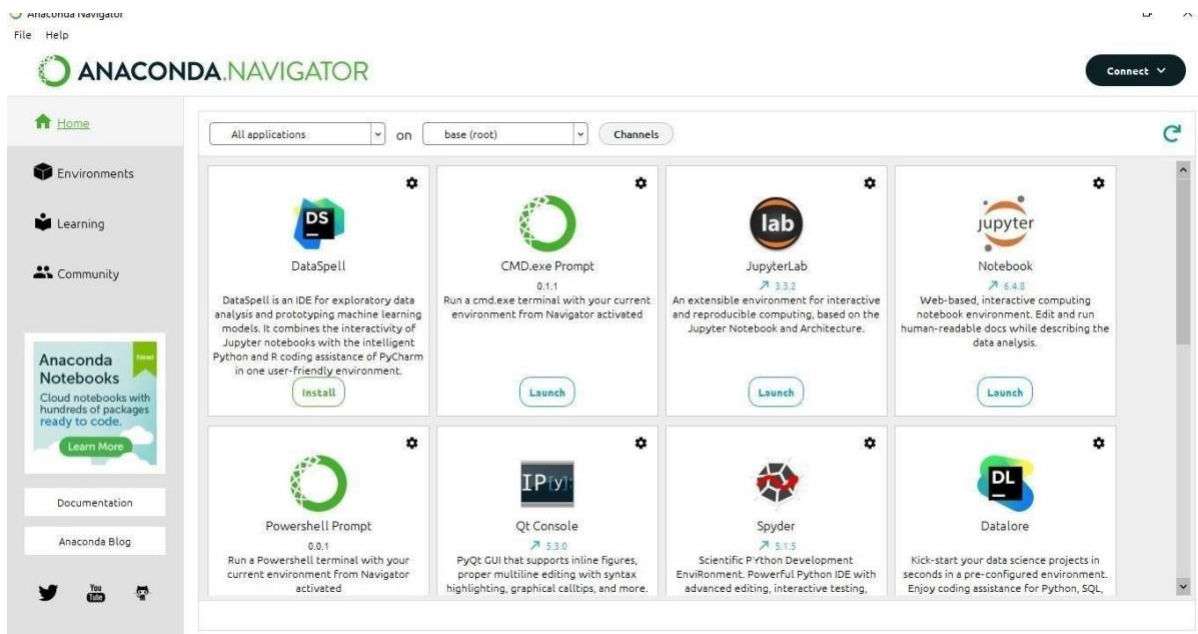 Anaconda Navigator
File Help
ANACONDA.NAVIGATOR
Connect
Home
Environments
Learning
Community
Anaconda
Notebooks
New!
Cloud notebooks with
hundreds of packages
ready to code.
Learn More
Documentation
Anaconda Blog
You
Tube
All applications on base (root) Channels
DS
DataSpell
DataSpell is an IDE for exploratory data
analysis and prototyping machine learning
models. It combines the interactivity of
Jupyter notebooks with the intelligent
Python and R coding assistance of PyCharm
in one user-friendly environment.
Install
CMD.exe Prompt
0.1.1
Run a cmd.exe terminal with your current
environment from Navigator activated
Launch
lab
JupyterLab
3.3.2
An extensible environment for interactive
and reproducible computing, based on the
Jupyter Notebook and Architecture.
Launch
jupyter
Notebook
6.4.8
Web-based, interactive computing
notebook environment. Edit and run
human-readable docs while describing the
data analysis.
Launch
Powershell Prompt
0.0.1
Run a Powershell terminal with your
current environment from Navigator
activated
IP[y]:
Qt Console
5.3.0
PyQt GUI that supports inline figures,
proper multiline editing with syntax
highlighting, graphical calltips, and more.
Spyder
5.1.5
Scientific PYthon Development
EnviRonment. Powerful Python IDE with
advanced editing, interactive testing,
DL
Datalore
Kick-start your data science projects in
seconds in a pre-configured environment.
Enjoy coding assistance for Python, SQL,